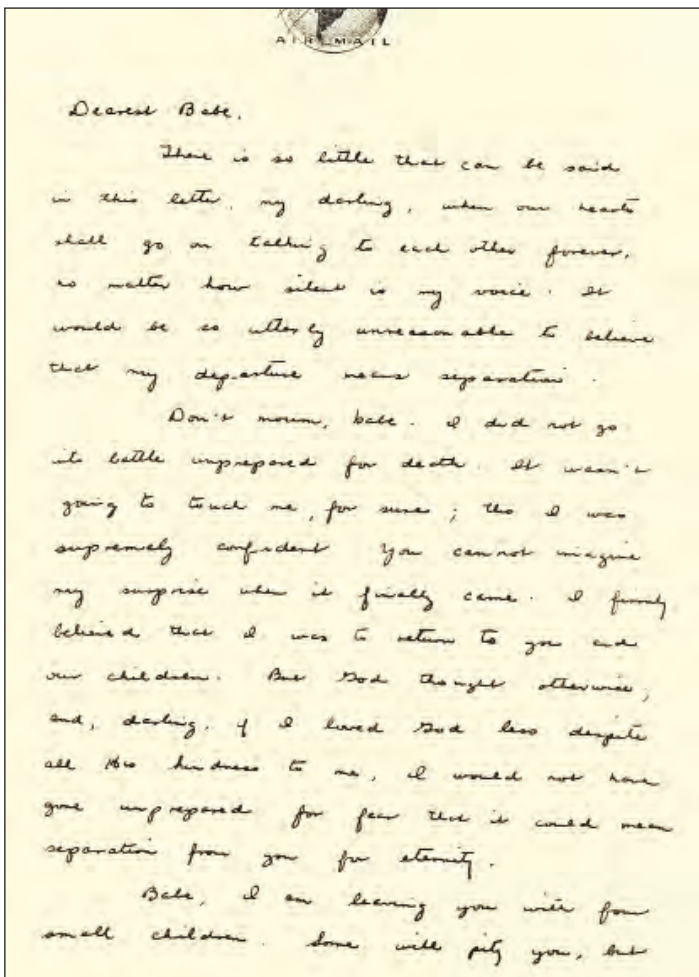 AIR MAIL
Dearest Babe,
There is so little that can be said
in this letter, my darling, when our hearts
shall go on talking to each other forever,
no matter how silent is my voice. It
would be so utterly unreasonable to believe
that my departure means separation.
Don't mourn, babe. I did not go
into battle unprepared for death. It wasn't
going to touch me, for sure; tho I was
supremely confident You cannot imagine
my surprise when it finally came. I firmly
believed that I was to return to you and
our children. But God thought otherwise,
and, darling, if I loved God less despite
all His kindness to me, I would not have
gone unprepared for fear that it could mean
separation from you for eternity.
Babe, I am leaving you with four
small children. Some will pity you, but